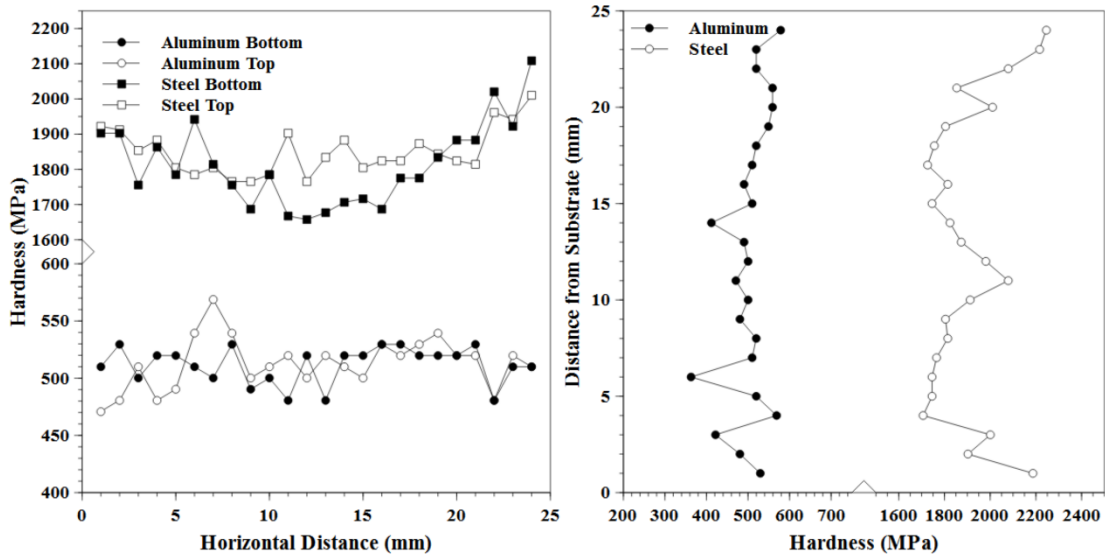 2200
2100
2000
1900
1800
1700
1600
600
550
500
450
400
Hardness (MPa)
Aluminum Bottom
Aluminum Top
Steel Bottom
Steel Top
0 5 10 15 20 25
Horizontal Distance (mm)
25
20
15
10
5
0
Distance from Substrate (mm)
Aluminum
Steel
200 300 400 500 600 700 1600 1800 2000 2200 2400
Hardness (MPa)